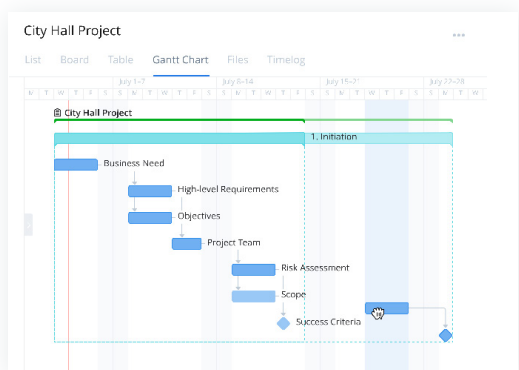 City Hall Project
List Board Table Gantt Chart Files Timelog
July 1–7 July 8–14 July 15–21 July 22–28
City Hall Project
1. Initiation
Business Need
High-level Requirements
Objectives
Project Team
Risk Assessment
Scope
Success Criteria